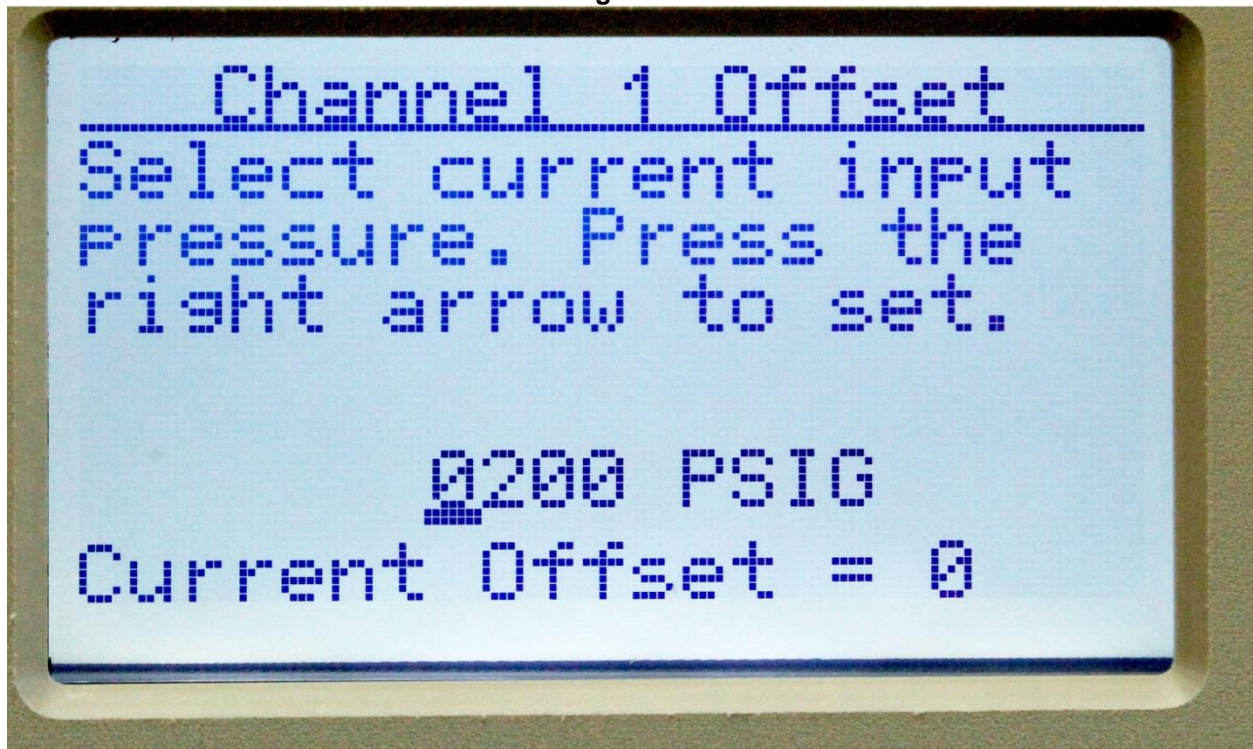 Channel 1 Offset
Select current input
pressure. Press the
right arrow to set.
0200 PSIG
Current Offset = 0